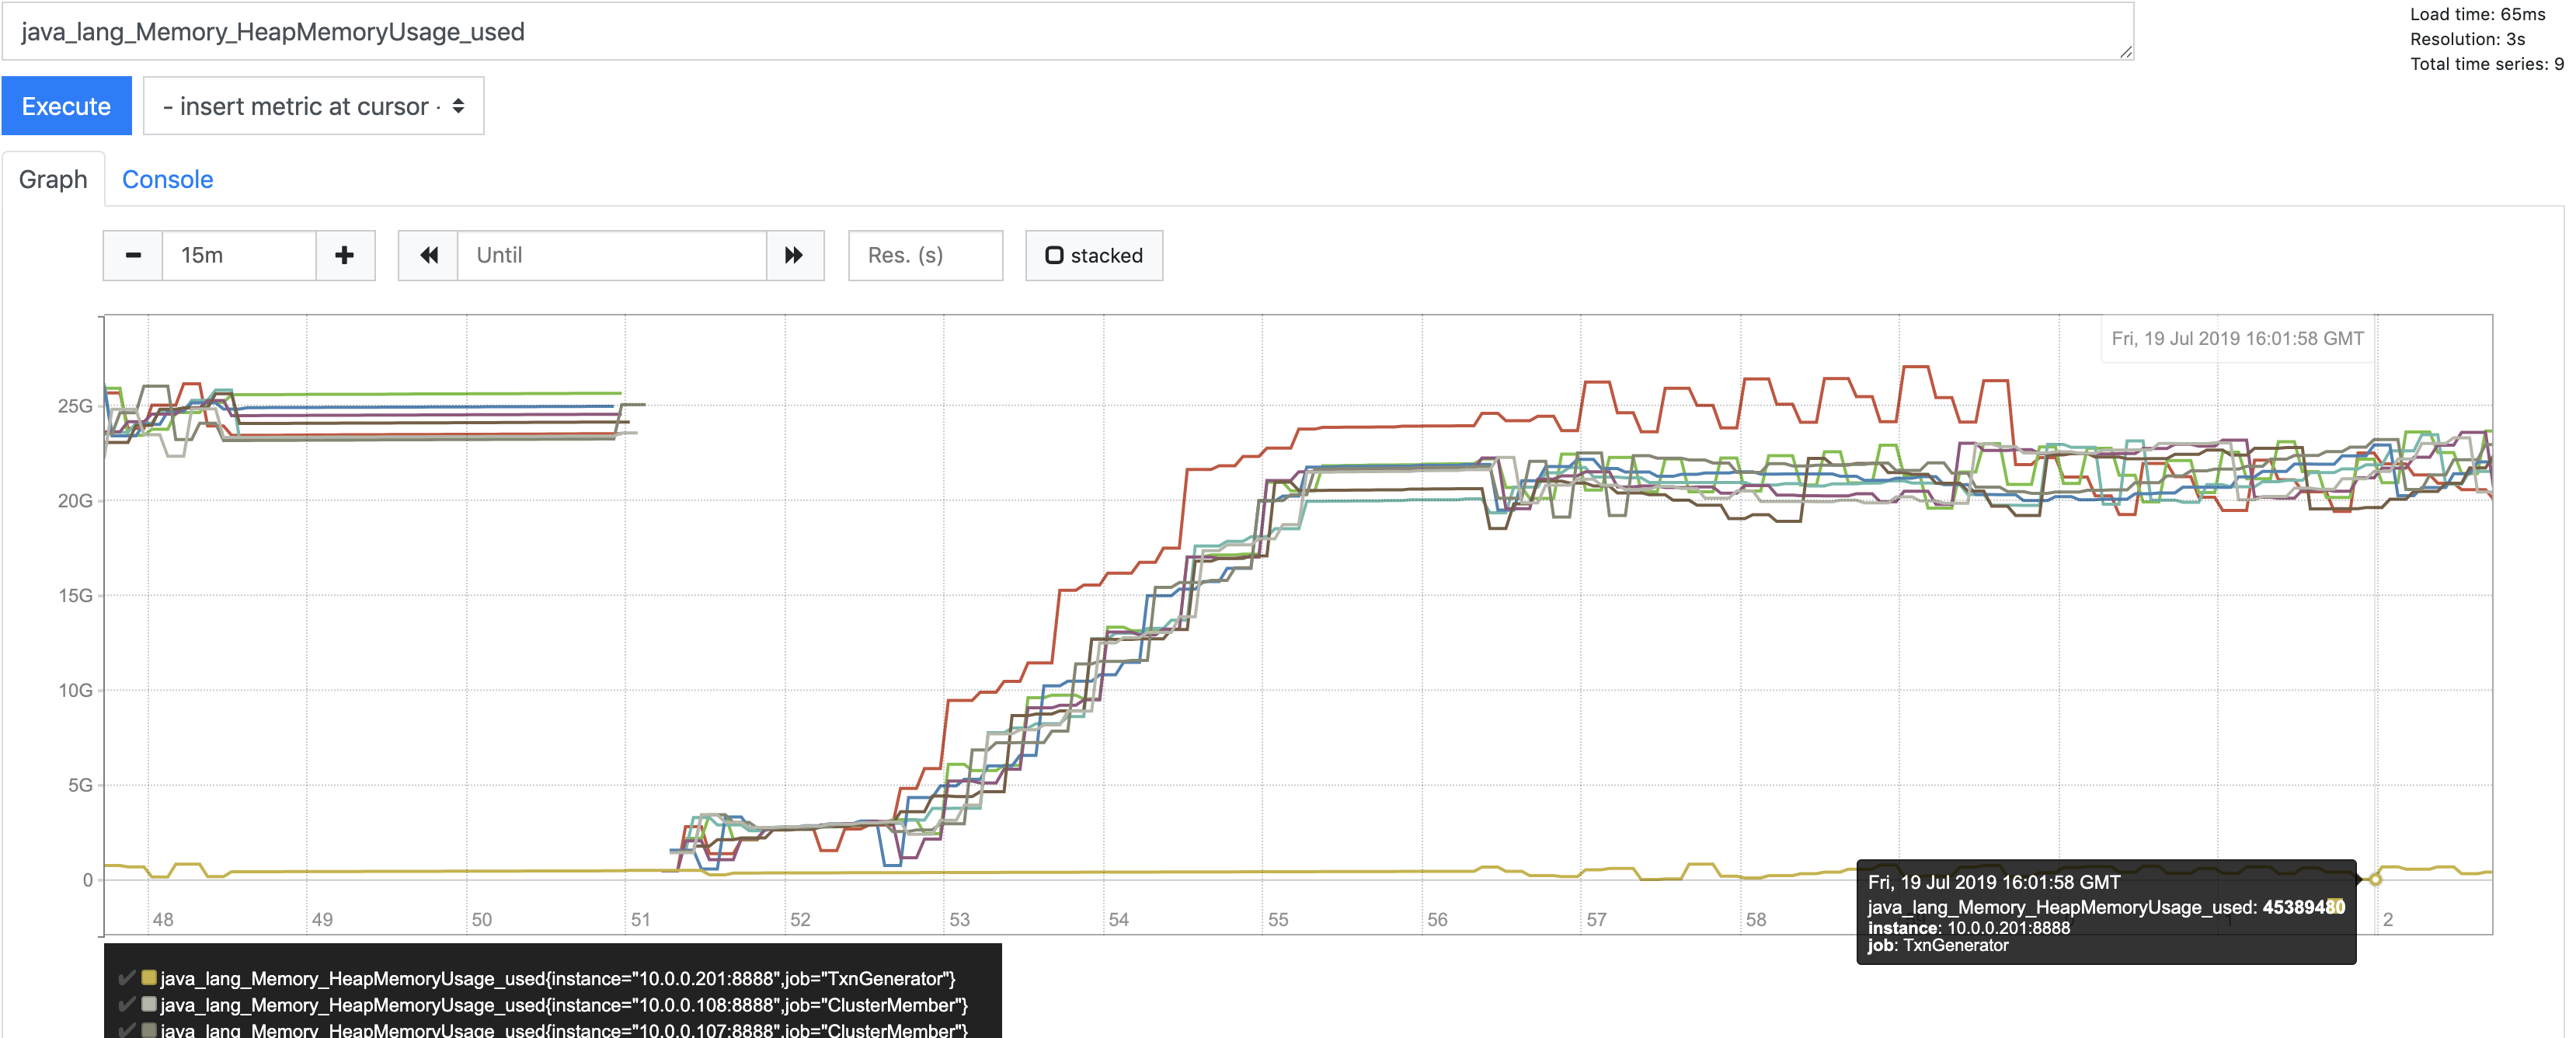 java_lang_Memory_HeapMemoryUsage_used
Load time: 65ms
Resolution: 3s
Total time series: 9
Execute
- insert metric at cursor -
Graph Console
15m
Until
Res. (s)
stacked
Fri, 19 Jul 2019 16:01:58 GMT
25G
20G
15G
10G
5G
0
48 49 50 51 52 53 54 55 56 57 58 59 1 2
Fri, 19 Jul 2019 16:01:58 GMT
java_lang_Memory_HeapMemoryUsage_used: 45389480
instance: 10.0.0.201:8888
job: TxnGenerator
java_lang_Memory_HeapMemoryUsage_used{instance="10.0.0.201:8888",job="TxnGenerator"}
java_lang_Memory_HeapMemoryUsage_used{instance="10.0.0.108:8888",job="ClusterMember"}
java_lang_Memory_HeapMemoryUsage_used{instance="10.0.0.107:8888",job="ClusterMember"}